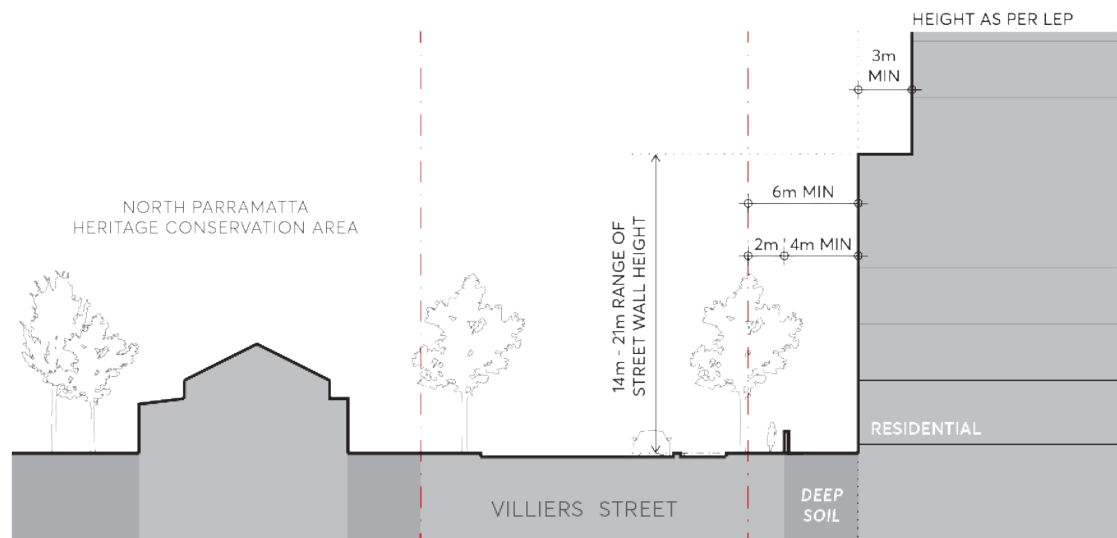 HEIGHT AS PER LEP
3m
MIN
6m MIN
2m
4m MIN
14m - 21m RANGE OF
STREET WALL HEIGHT
NORTH PARRAMATTA
HERITAGE CONSERVATION AREA
RESIDENTIAL
VILLIERS STREET
DEEP
SOIL